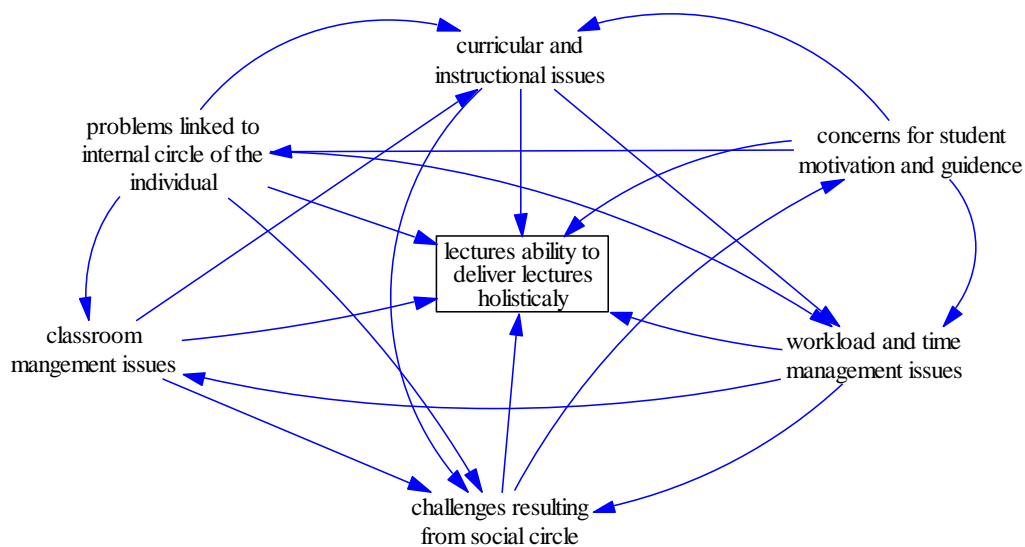 curricular and
instructional issues
problems linked to
internal circle of the
individual
concerns for student
motivation and guidence
lectures ability to
deliver lectures
holisticaly
classroom
mangement issues
workload and time
management issues
challenges resulting
from social circle